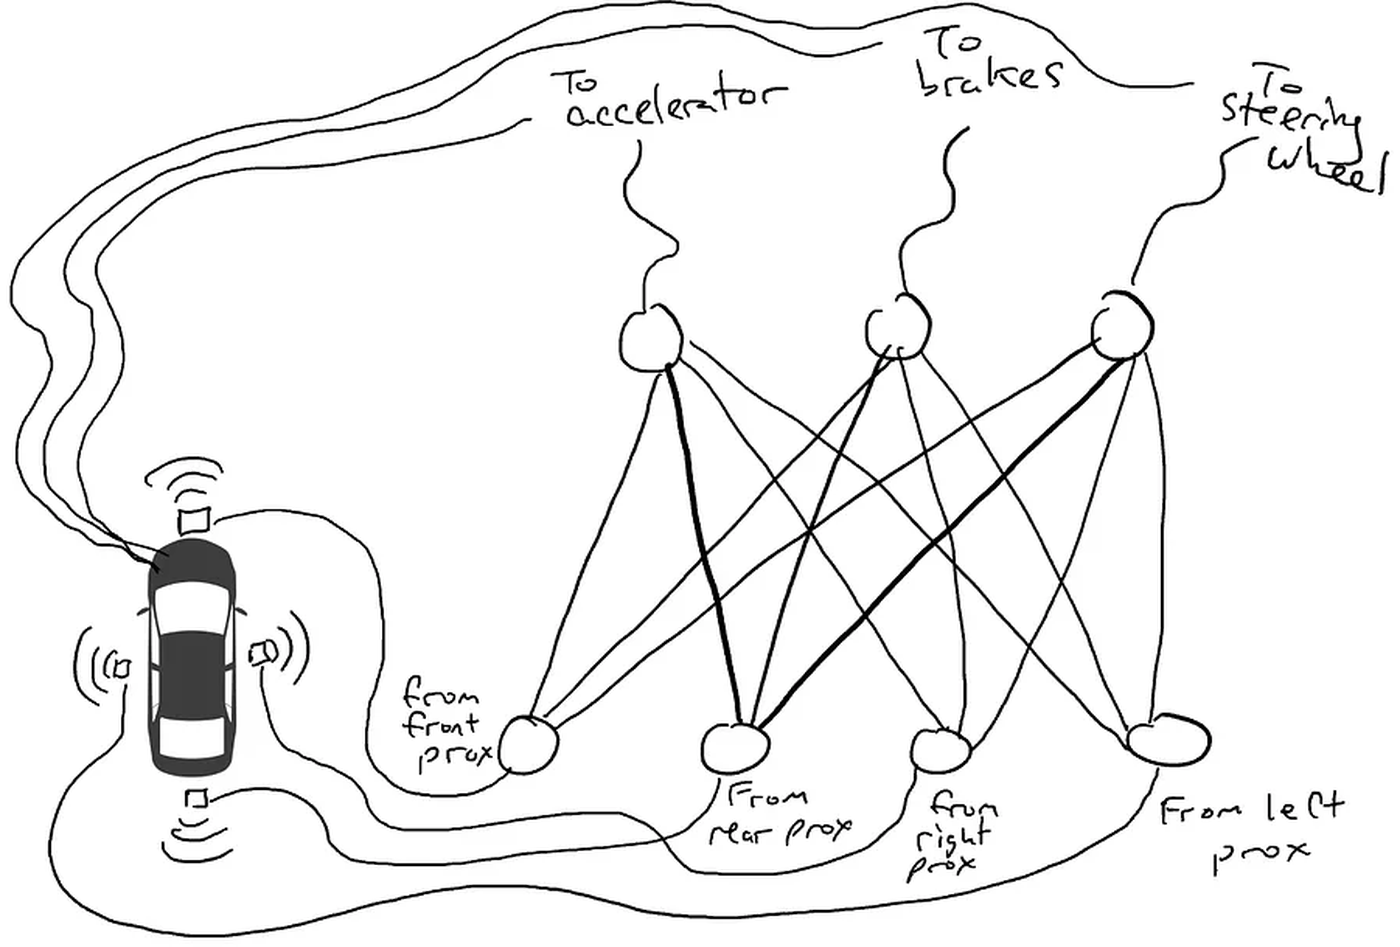 To
accelerator
To
brakes
To
steering
wheel
from
front
prox
From
rear prox
from
right
prox
From left
prox